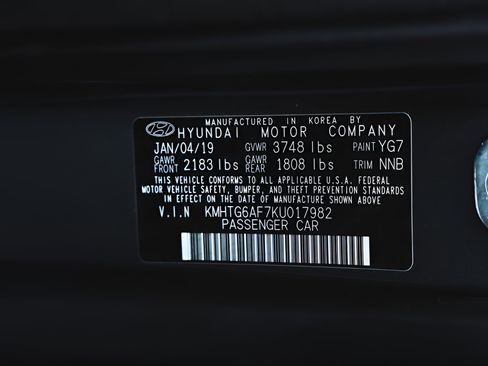 MANUFACTURED IN KOREA BY
HYUNDAI MOTOR COMPANY
JAN/04/19 GVWR 3748 lbs PAINT YG7
GAWR FRONT 2183 lbs GAWR REAR 1808 lbs TRIM NNB
THIS VEHICLE CONFORMS TO ALL APPLICABLE U.S.A. FEDERAL
MOTOR VEHICLE SAFETY, BUMPER, AND THEFT PREVENTION STANDARDS
IN EFFECT ON THE DATE OF MANUFACTURE SHOWN ABOVE.
V.I.N KMHTG6AF7KU017982
PASSENGER CAR